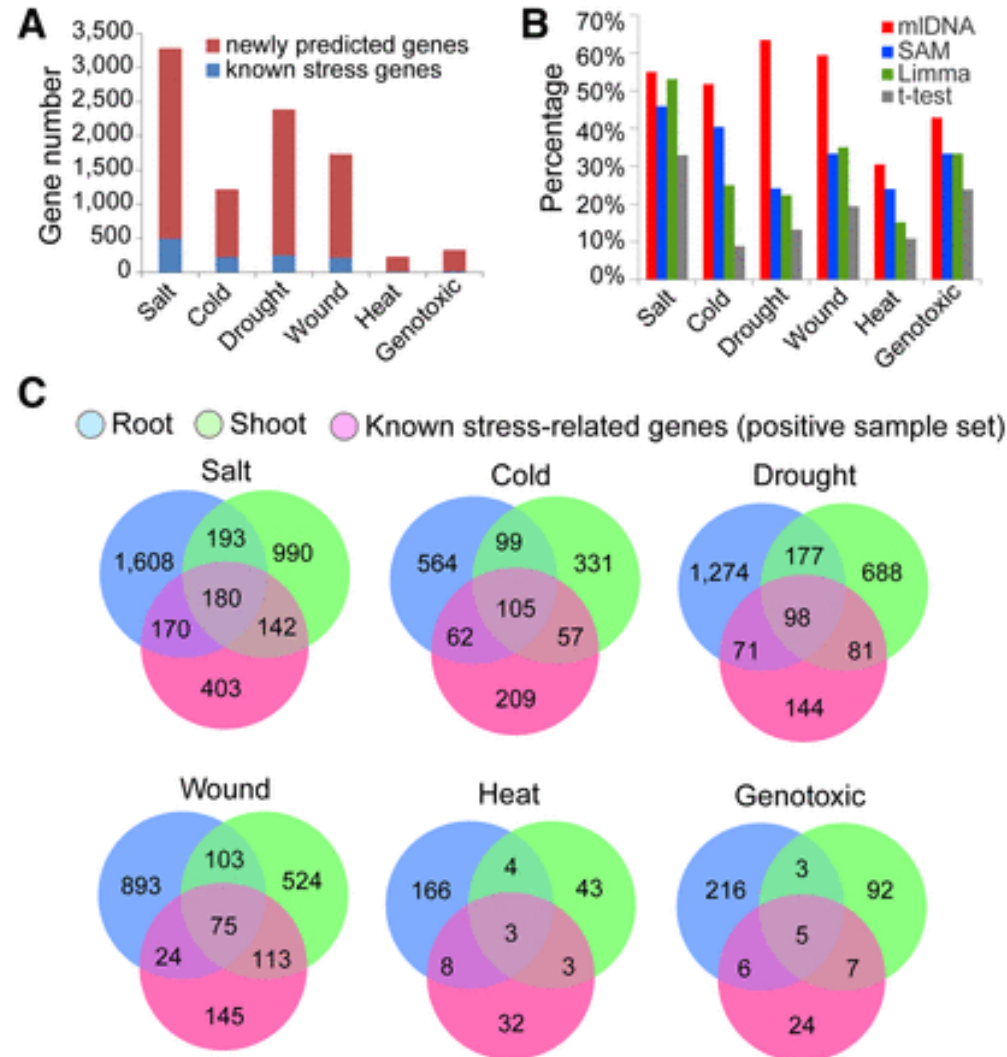 A
3,500
3,000
2,500
2,000
1,500
1,000
500
0
Gene number
newly predicted genes
known stress genes
Salt
Cold
Drought
Wound
Heat
Genotoxic
B
70%
60%
50%
40%
30%
20%
10%
0%
Percentage
mlDNA
SAM
Limma
t-test
Salt
Cold
Drought
Wound
Heat
Genotoxic
C
Root Shoot Known stress-related genes (positive sample set)
Salt
193
1,608 990
180
170 142
403
Cold
99
564 331
105
62 57
209
Drought
177
1,274 688
98
71 81
144
Wound
103
893 524
75
24 113
145
Heat
4
166 43
3
8 3
32
Genotoxic
3
216 92
5
6 7
24